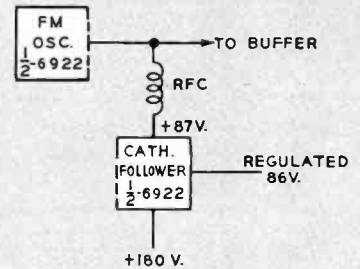 FM
OSC.
½-6922
TO BUFFER
RFC
+87V.
CATH.
FOLLOWER
½-6922
REGULATED
86V.
+180 V.